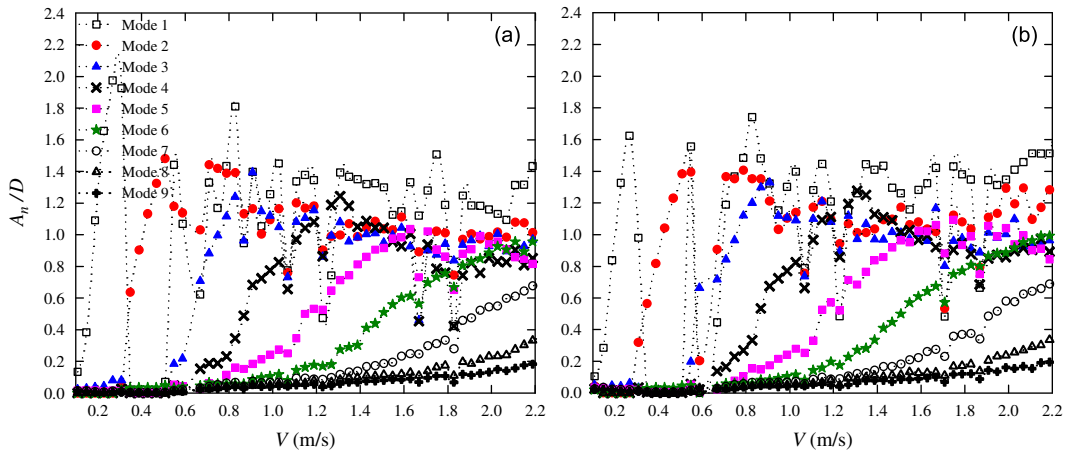 2.4
2.2
2.0
1.8
1.6
1.4
1.2
1.0
0.8
0.6
0.4
0.2
0.0
A_n/D
Mode 1
Mode 2
Mode 3
Mode 4
Mode 5
Mode 6
Mode 7
Mode 8
Mode 9
(a)
0.2 0.4 0.6 0.8 1.0 1.2 1.4 1.6 1.8 2.0 2.2
V (m/s)
2.4
2.2
2.0
1.8
1.6
1.4
1.2
1.0
0.8
0.6
0.4
0.2
0.0
(b)
0.2 0.4 0.6 0.8 1.0 1.2 1.4 1.6 1.8 2.0 2.2
V (m/s)